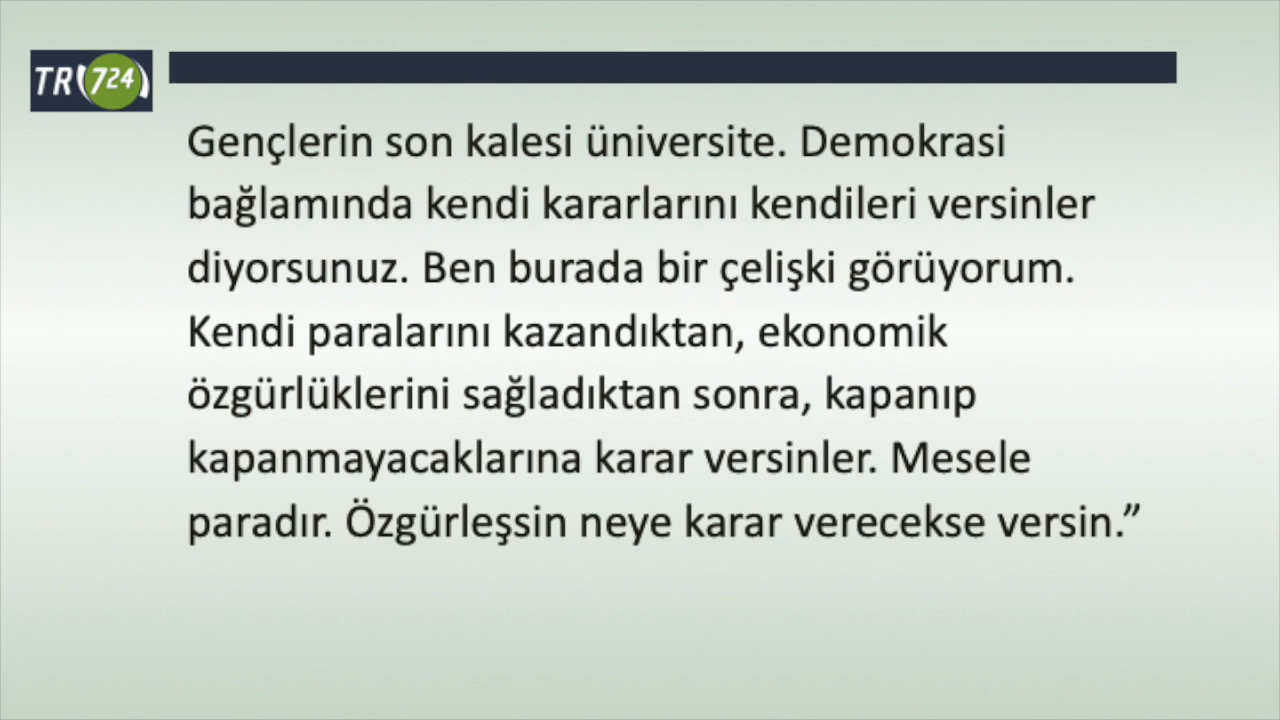 TR724
Gençlerin son kalesi üniversite. Demokrasi
bağlamında kendi kararlarını kendileri versinler
diyorsunuz. Ben burada bir çelişki görüyorum.
Kendi paralarını kazandıktan, ekonomik
özgürlüklerini sağladıktan sonra, kapanıp
kapanmayacaklarına karar versinler. Mesele
paradır. Özgürleşsin neye karar verecekse versin.”